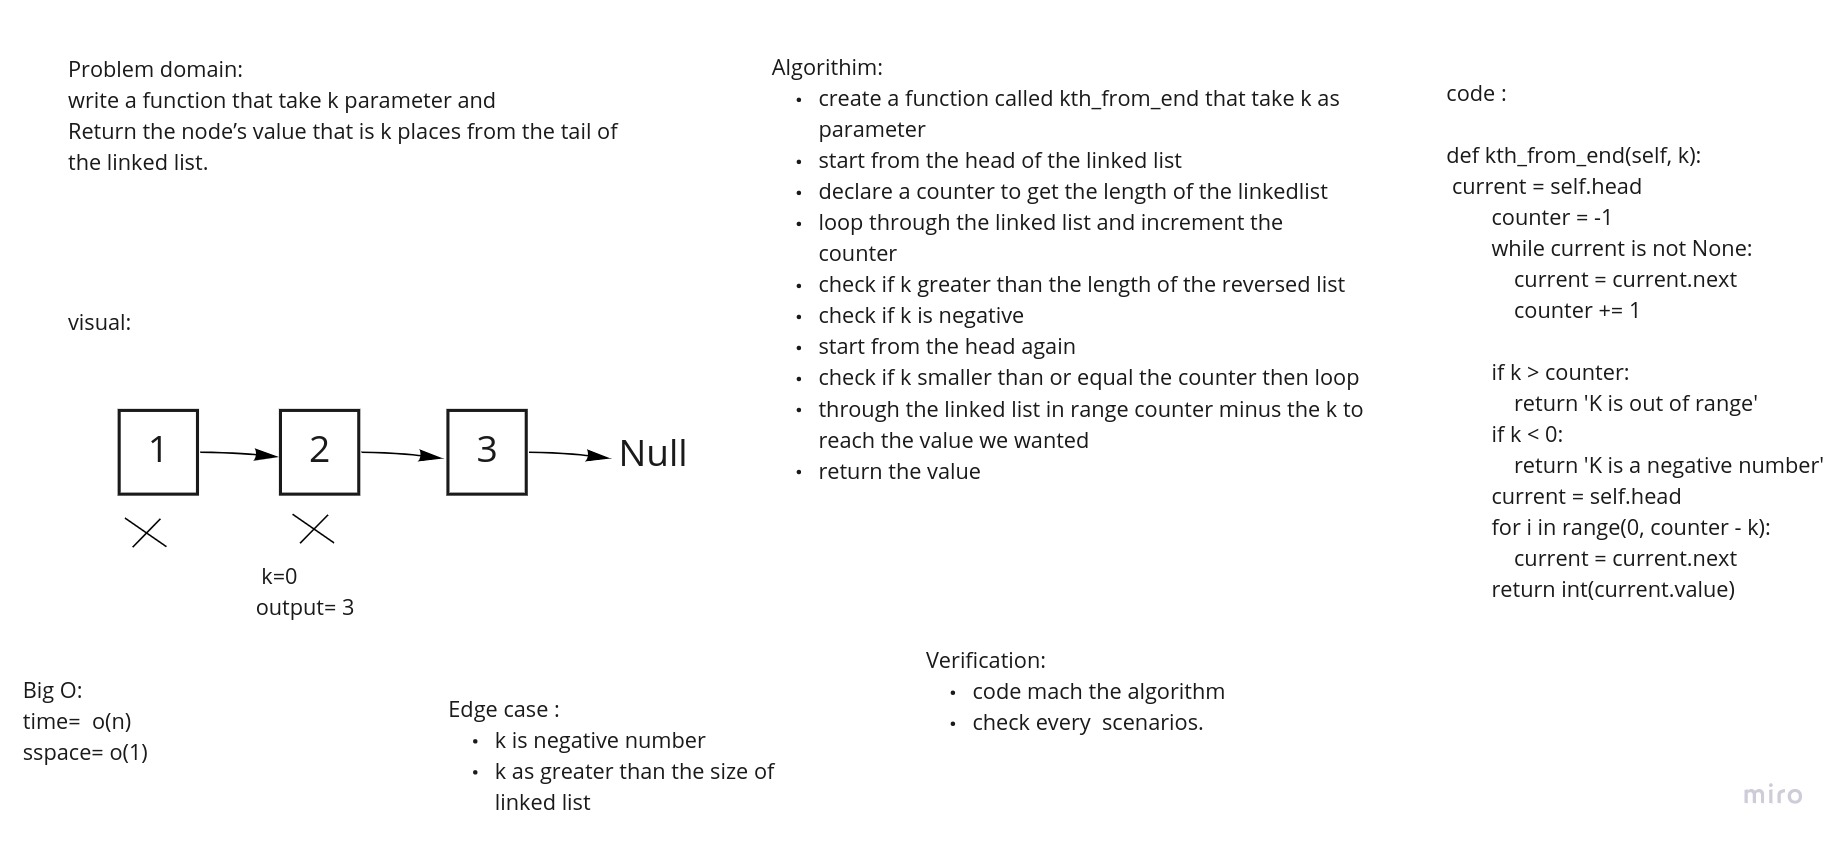 Problem domain:
write a function that take k parameter and
Return the node’s value that is k places from the tail of
the linked list.
visual:
1
2
3
Null
k=0
output= 3
Big O:
time=  o(n)
sspace= o(1)
Edge case :
• k is negative number
• k as greater than the size of
linked list
Algorithim:
• create a function called kth_from_end that take k as
parameter
• start from the head of the linked list
• declare a counter to get the length of the linkedlist
• loop through the linked list and increment the
counter
• check if k greater than the length of the reversed list
• check if k is negative
• start from the head again
• check if k smaller than or equal the counter then loop
• through the linked list in range counter minus the k to
reach the value we wanted
• return the value
Verification:
• code mach the algorithm
• check every  scenarios.
code :
def kth_from_end(self, k):
current = self.head
counter = -1
while current is not None:
current = current.next
counter += 1
if k > counter:
return 'K is out of range'
if k < 0:
return 'K is a negative number'
current = self.head
for i in range(0, counter - k):
current = current.next
return int(current.value)
miro